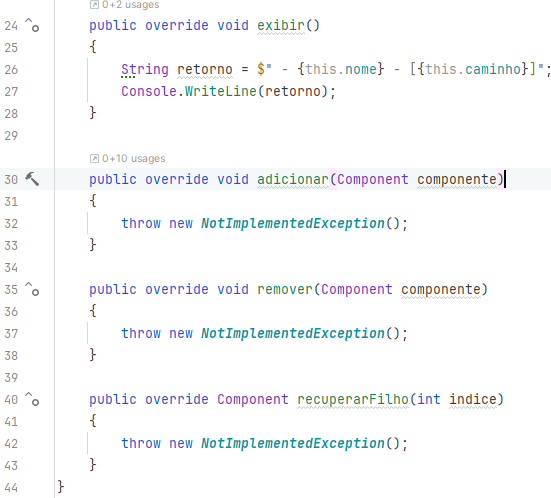 0+2 usages
24 public override void exibir()
25 {
26 String retorno = $" - {this.nome} - [{this.caminho}]";
27 Console.WriteLine(retorno);
28 }
29
0+10 usages
30 public override void adicionar(Component componente)
31 {
32 throw new NotImplementedException();
33 }
34
35 public override void remover(Component componente)
36 {
37 throw new NotImplementedException();
38 }
39
40 public override Component recuperarFilho(int indice)
41 {
42 throw new NotImplementedException();
43 }
44 }